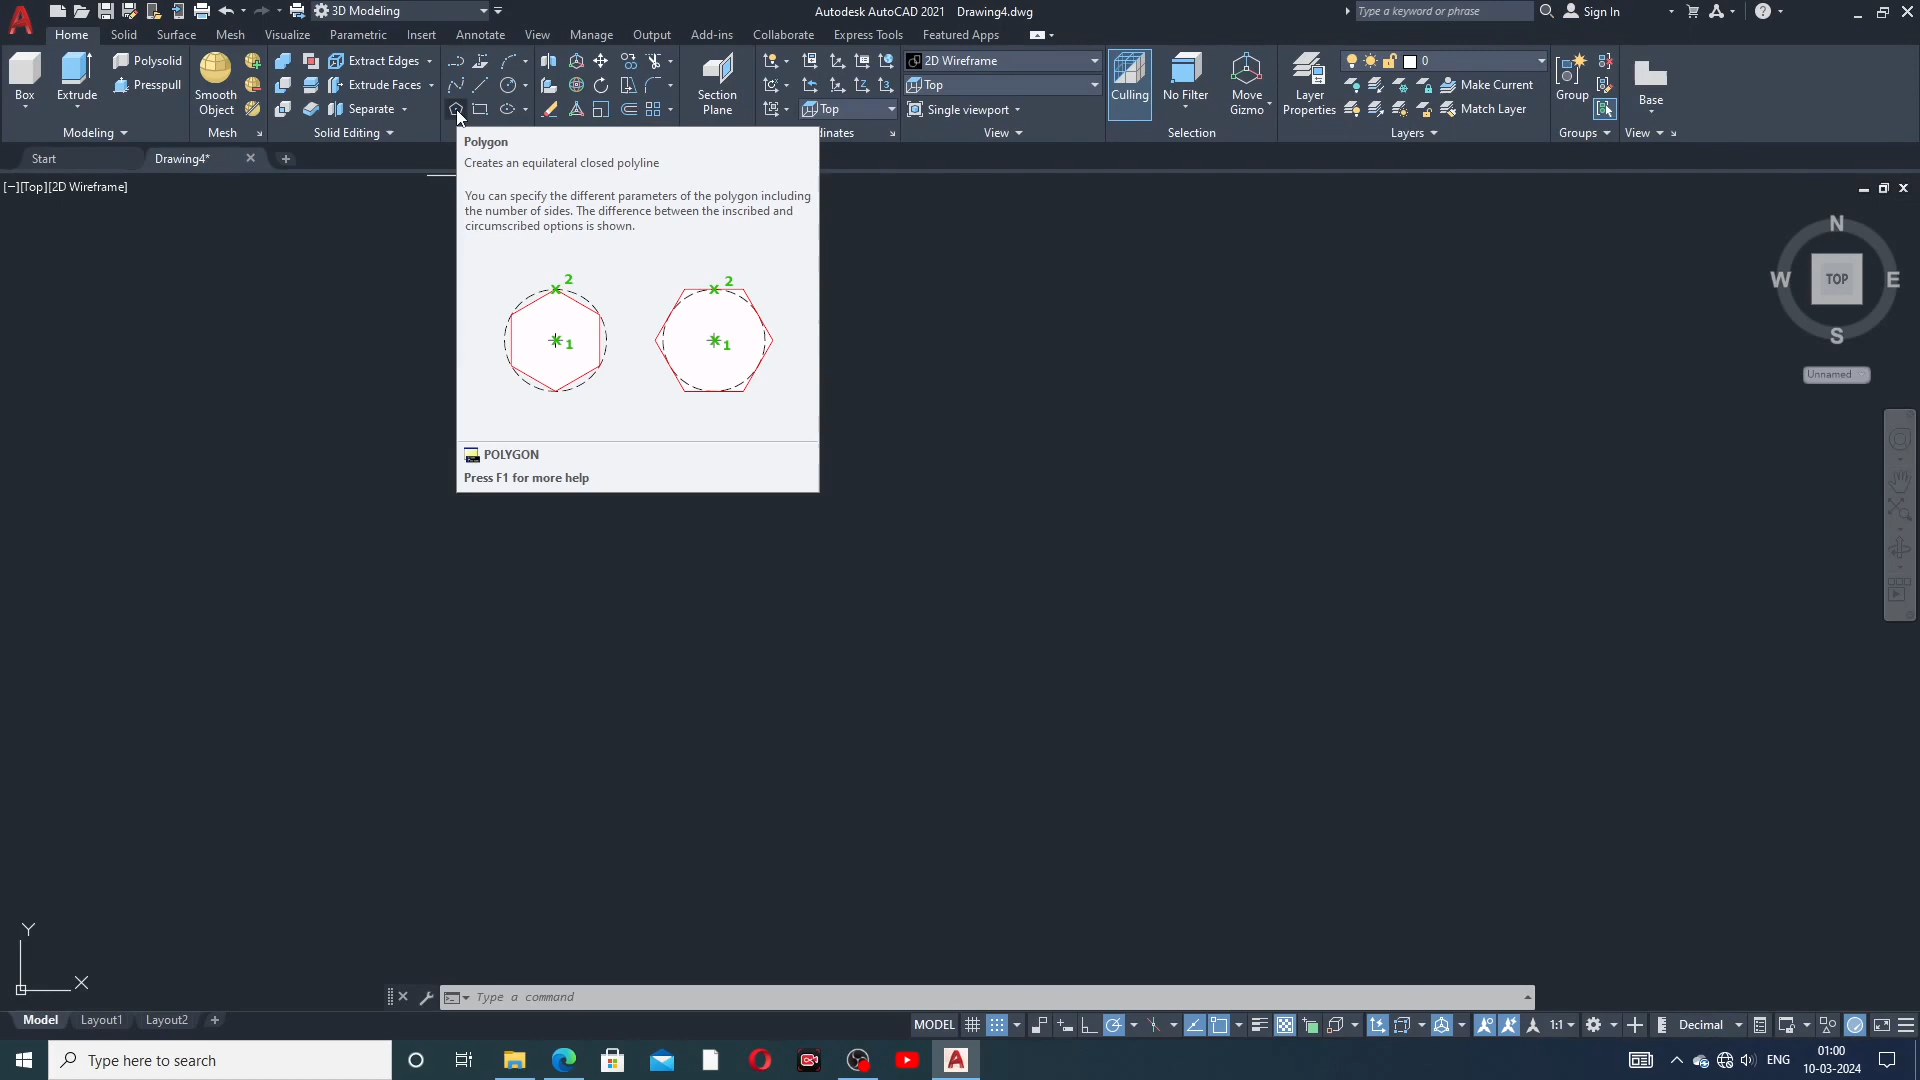 3D Modeling
Autodesk AutoCAD 2021 Drawing4.dwg
Type a keyword or phrase
Sign In
Home Solid Surface Mesh Visualize Parametric Insert Annotate View Manage Output Add-ins Collaborate Express Tools Featured Apps
Box
Extrude
Polysolid
Presspull
Modeling
Smooth
Object
Mesh
Extract Edges
Extrude Faces
Separate
Solid Editing
Section
Plane
Top
dinates
2D Wireframe
Top
Single viewport
View
Culling
No Filter
Move
Gizmo
Selection
Layer
Properties
0
Make Current
Match Layer
Layers
Group
Groups
Base
View
Start
Drawing4*
[−][Top][2D Wireframe]
Polygon
Creates an equilateral closed polyline
You can specify the different parameters of the polygon including
the number of sides. The difference between the inscribed and
circumscribed options is shown.
2
1
2
1
POLYGON
Press F1 for more help
N
W TOP E
S
Unnamed
Y
X
Type a command
Model Layout1 Layout2
MODEL
1:1
Decimal
Type here to search
ENG
01:00
10-03-2024